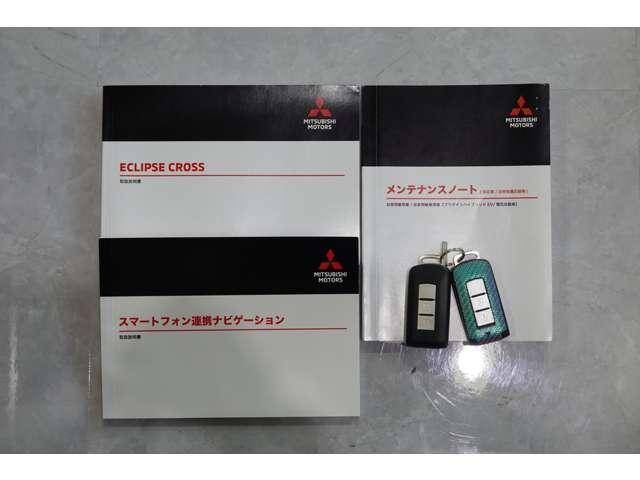 MITSUBISHI
MOTORS
ECLIPSE CROSS
取扱説明書
MITSUBISHI
MOTORS
スマートフォン連携ナビゲーション
取扱説明書
MITSUBISHI
MOTORS
メンテナンスノート